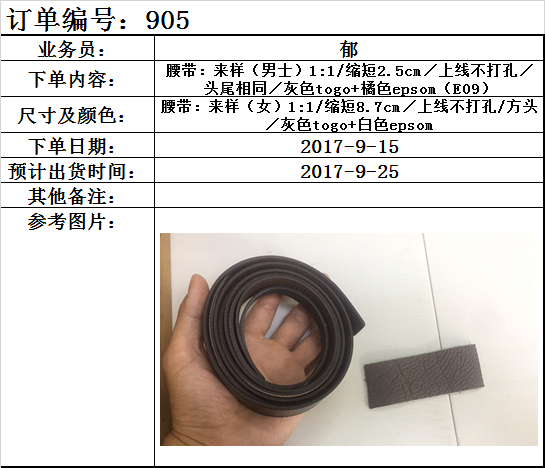 订单编号：905
业务员：
郁
下单内容：
腰带：来样（男士）1:1/缩短2.5cm／上线不打孔／
头尾相同／灰色togo+橘色epsom（E09）
尺寸及颜色：
腰带：来样（女）1:1/缩短8.7cm／上线不打孔/方头
／灰色togo+白色epsom
下单日期：
2017-9-15
预计出货时间：
2017-9-25
其他备注：
参考图片：